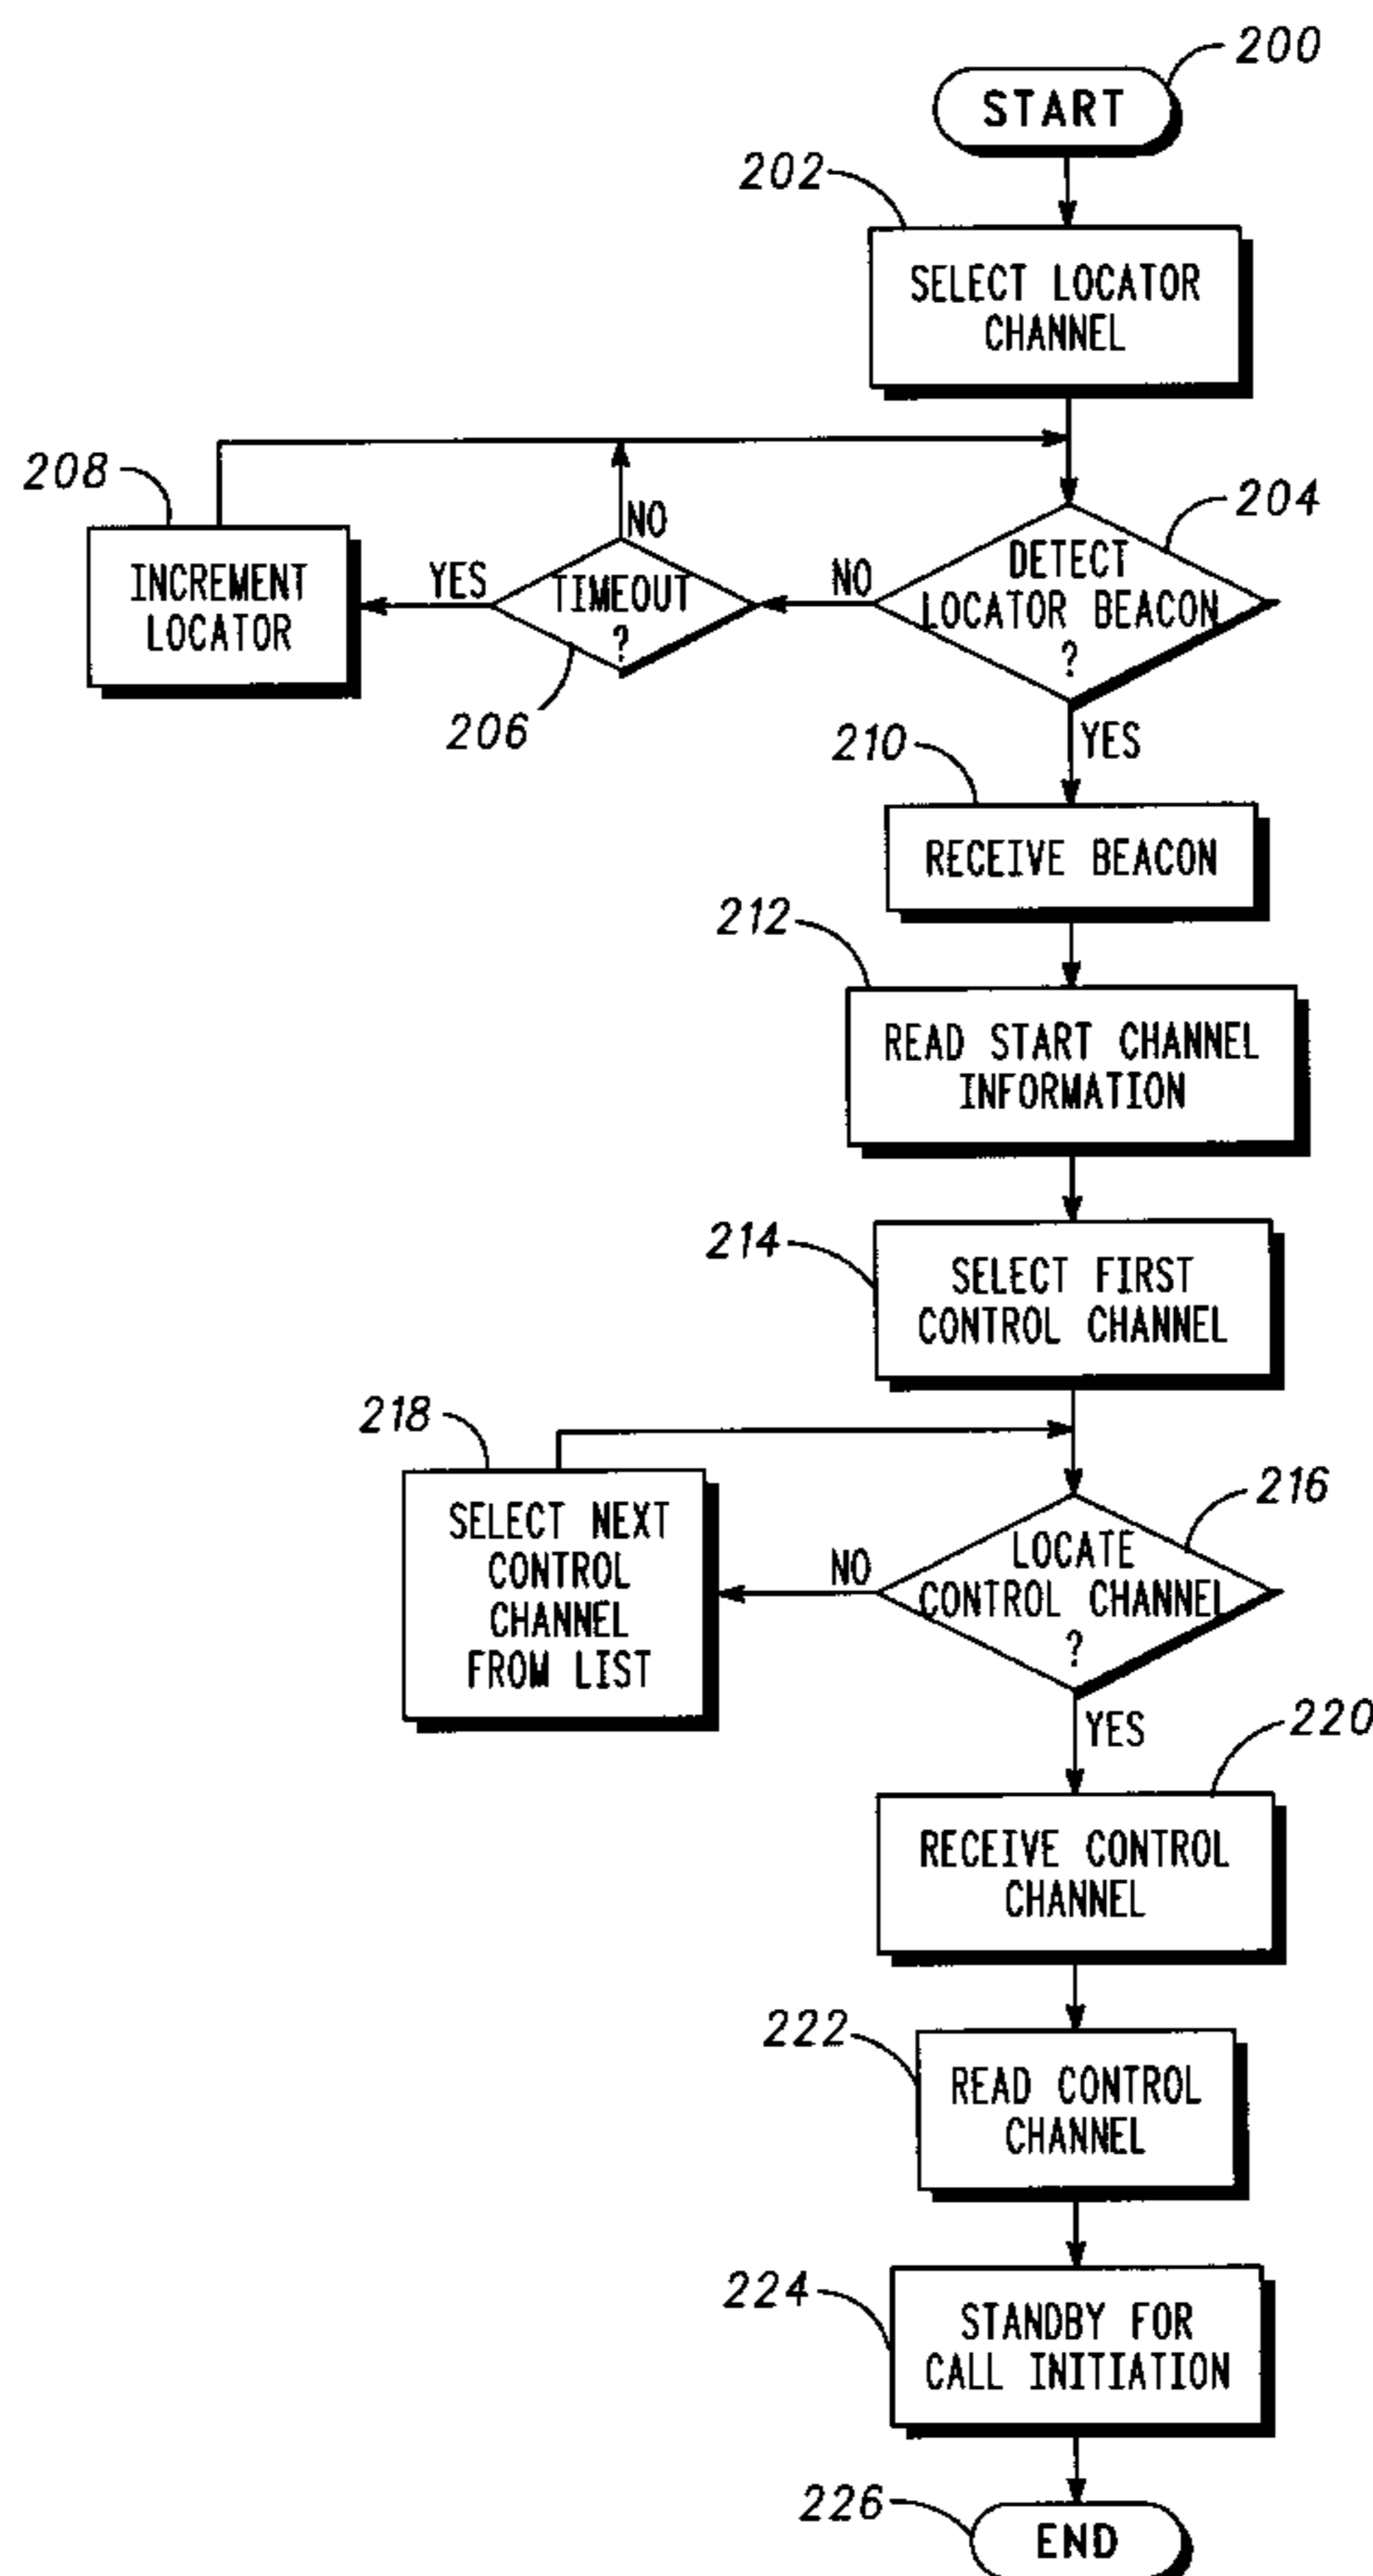 200
START
202
SELECT LOCATOR
CHANNEL
208
INCREMENT
LOCATOR
YES
NO
TIMEOUT
?
206
NO
204
DETECT
LOCATOR BEACON
?
YES
210
RECEIVE BEACON
212
READ START CHANNEL
INFORMATION
214
SELECT FIRST
CONTROL CHANNEL
218
SELECT NEXT
CONTROL
CHANNEL
FROM LIST
NO
216
LOCATE
CONTROL CHANNEL
?
YES
220
RECEIVE CONTROL
CHANNEL
222
READ CONTROL
CHANNEL
224
STANDBY FOR
CALL INITIATION
226
END